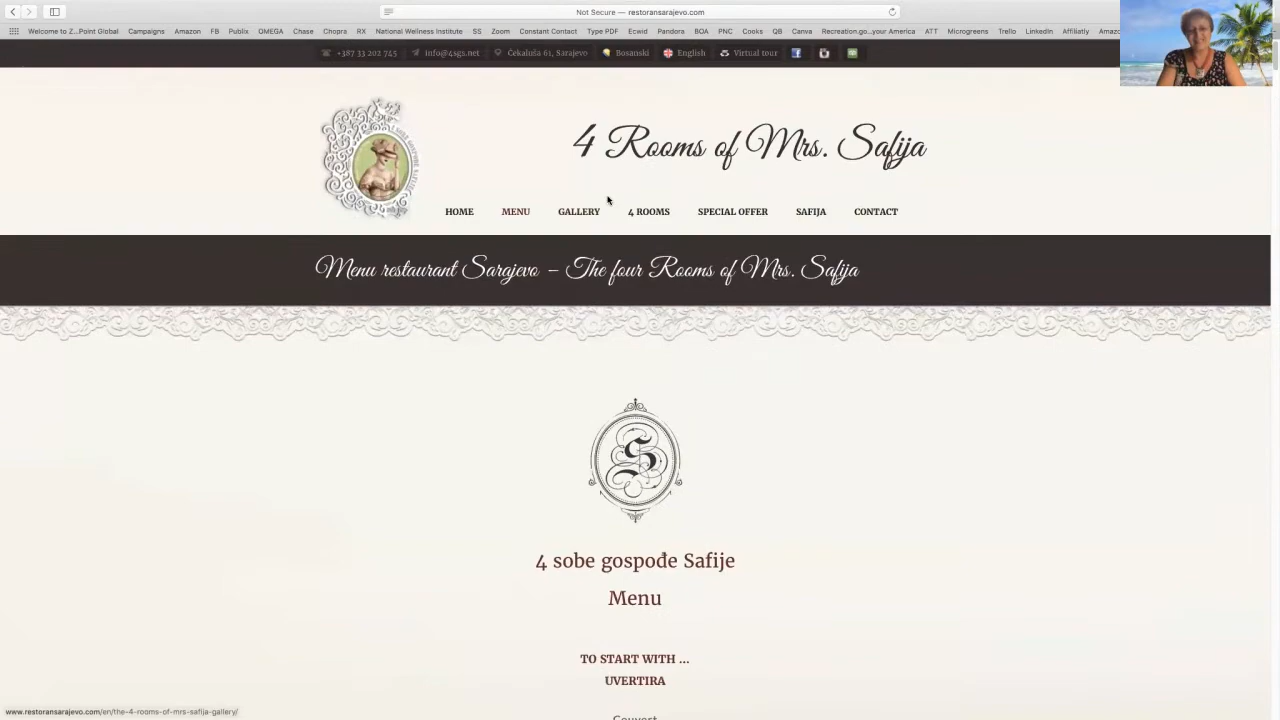 Not Secure — restoransarajevo.com
Welcome to Z...Point Global Campaigns Amazon FB Publix OMEGA Chase Chopra RX National Wellness Institute SS Zoom Constant Contact Type PDF Ecwid Pandora BOA PNC Cooks QB Canva Recreation.go...your America ATT Microgreens Trello LinkedIn Affiliatly Amazo
+387 33 202 745 info@4sgs.net Čekaluša 61, Sarajevo Bosanski English Virtual tour
4 Rooms of Mrs. Safija
HOME MENU GALLERY 4 ROOMS SPECIAL OFFER SAFIJA CONTACT
Menu restaurant Sarajevo – The four Rooms of Mrs. Safija
S
4 sobe gospođe Safije
Menu
TO START WITH ...
UVERTIRA
Couvert
www.restoransarajevo.com/en/the-4-rooms-of-mrs-safija-gallery/